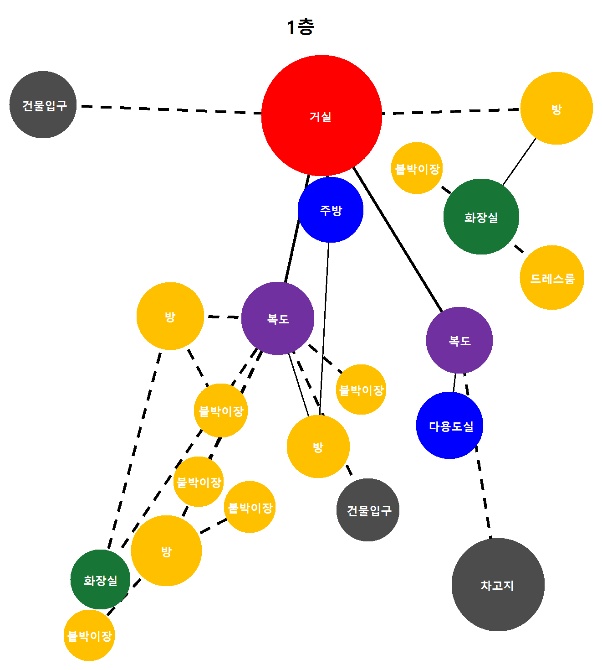 1층
건물입구
거실
방
붙박이장
화장실
주방
드레스룸
방
복도
복도
붙박이장
붙박이장
다용도실
방
붙박이장
붙박이장
건물입구
방
화장실
차고지
붙박이장